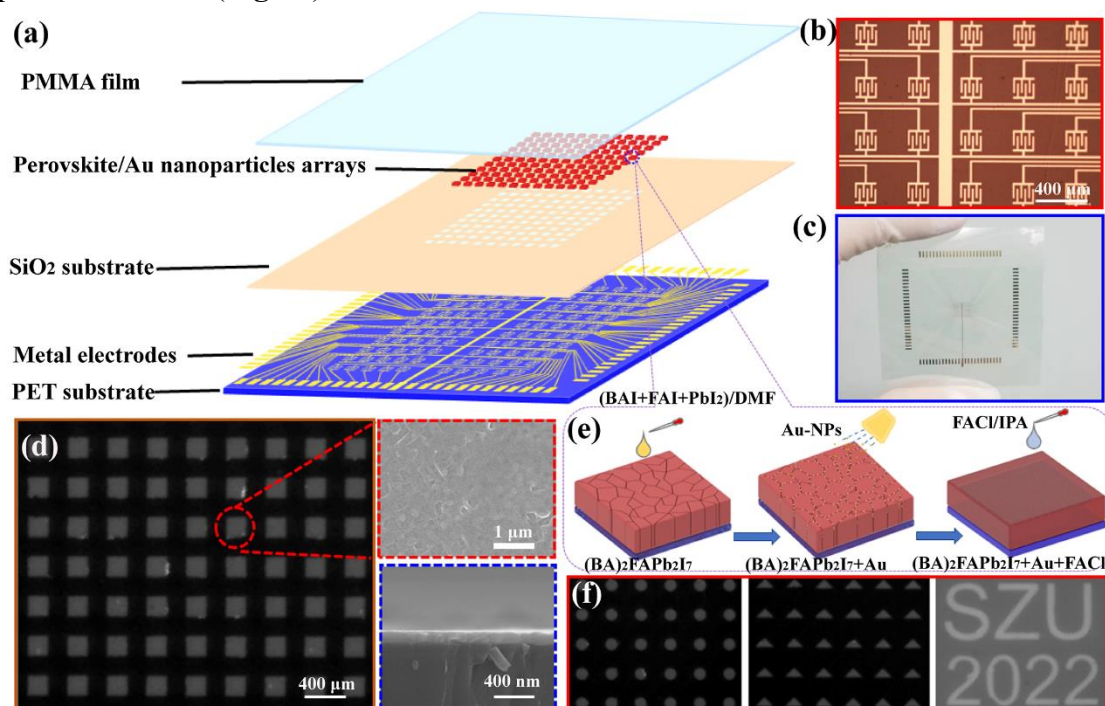 (a)
PMMA film
Perovskite/Au nanoparticles arrays
SiO2 substrate
Metal electrodes
PET substrate
(b)
400 μm
(c)
(d)
400 μm
1 μm
400 nm
(BAI+FAI+PbI2)/DMF
(e)
Au-NPs
FACl/IPA
(BA)2FAPb2I7
(BA)2FAPb2I7+Au
(BA)2FAPb2I7+Au+FACl
(f)
SZU
2022